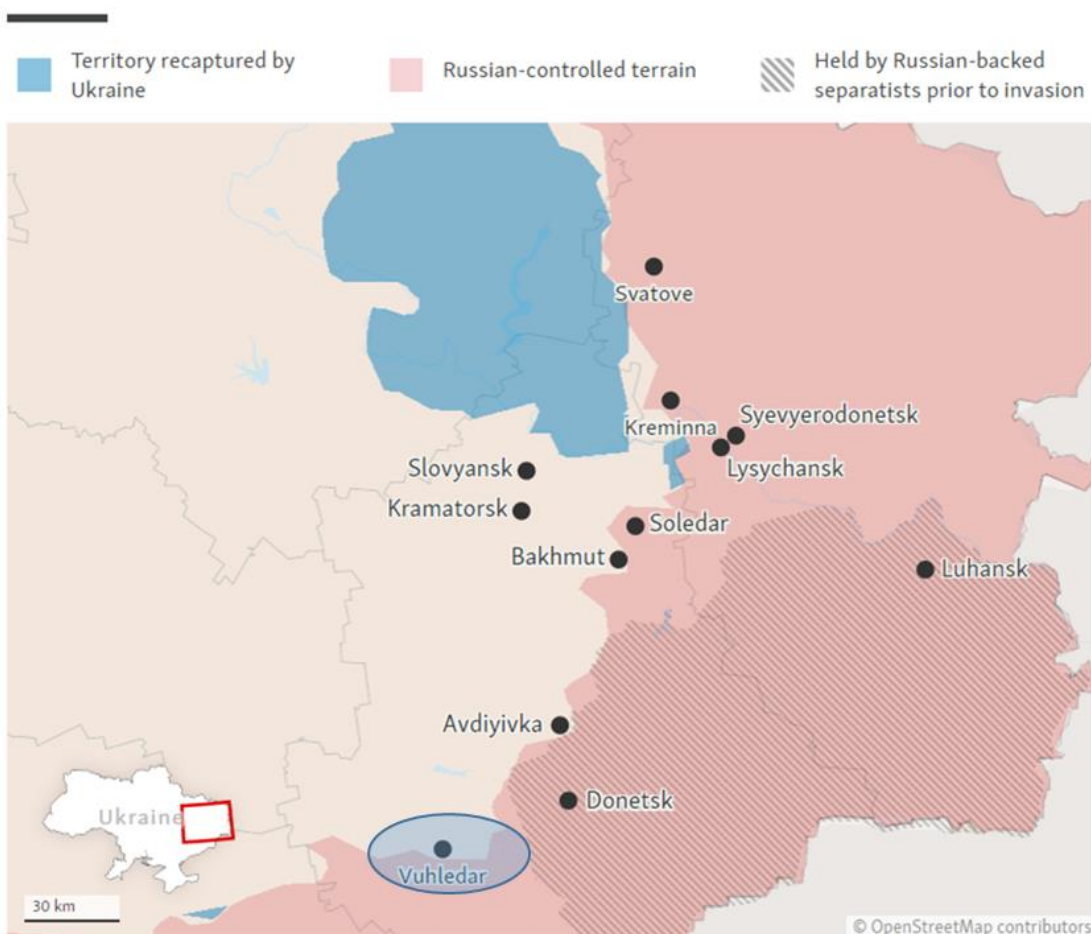 Territory recaptured by
Ukraine
Russian-controlled terrain
Held by Russian-backed
separatists prior to invasion
Svatove
Kreminna
Syevyerodonetsk
Lysychansk
Slovyansk
Kramatorsk
Soledar
Bakhmut
Luhansk
Avdiyivka
Donetsk
Ukraine
Vuhledar
30 km
© OpenStreetMap contributors